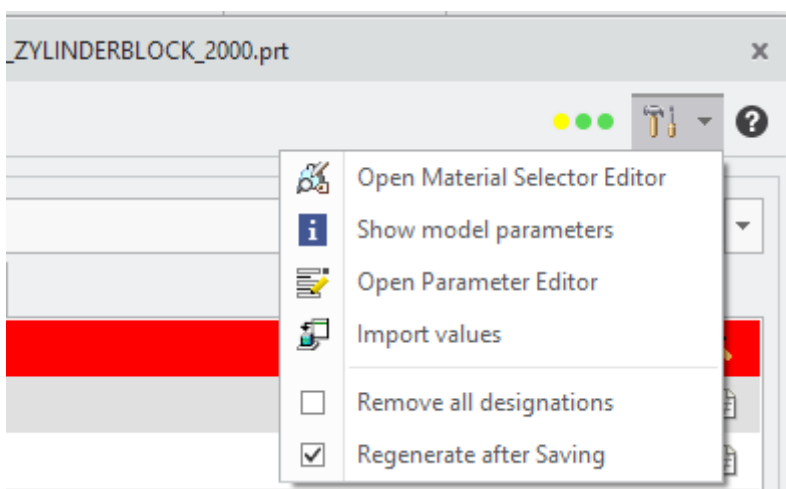 _ZYLINDERBLOCK_2000.prt
Open Material Selector Editor
Show model parameters
Open Parameter Editor
Import values
Remove all designations
Regenerate after Saving